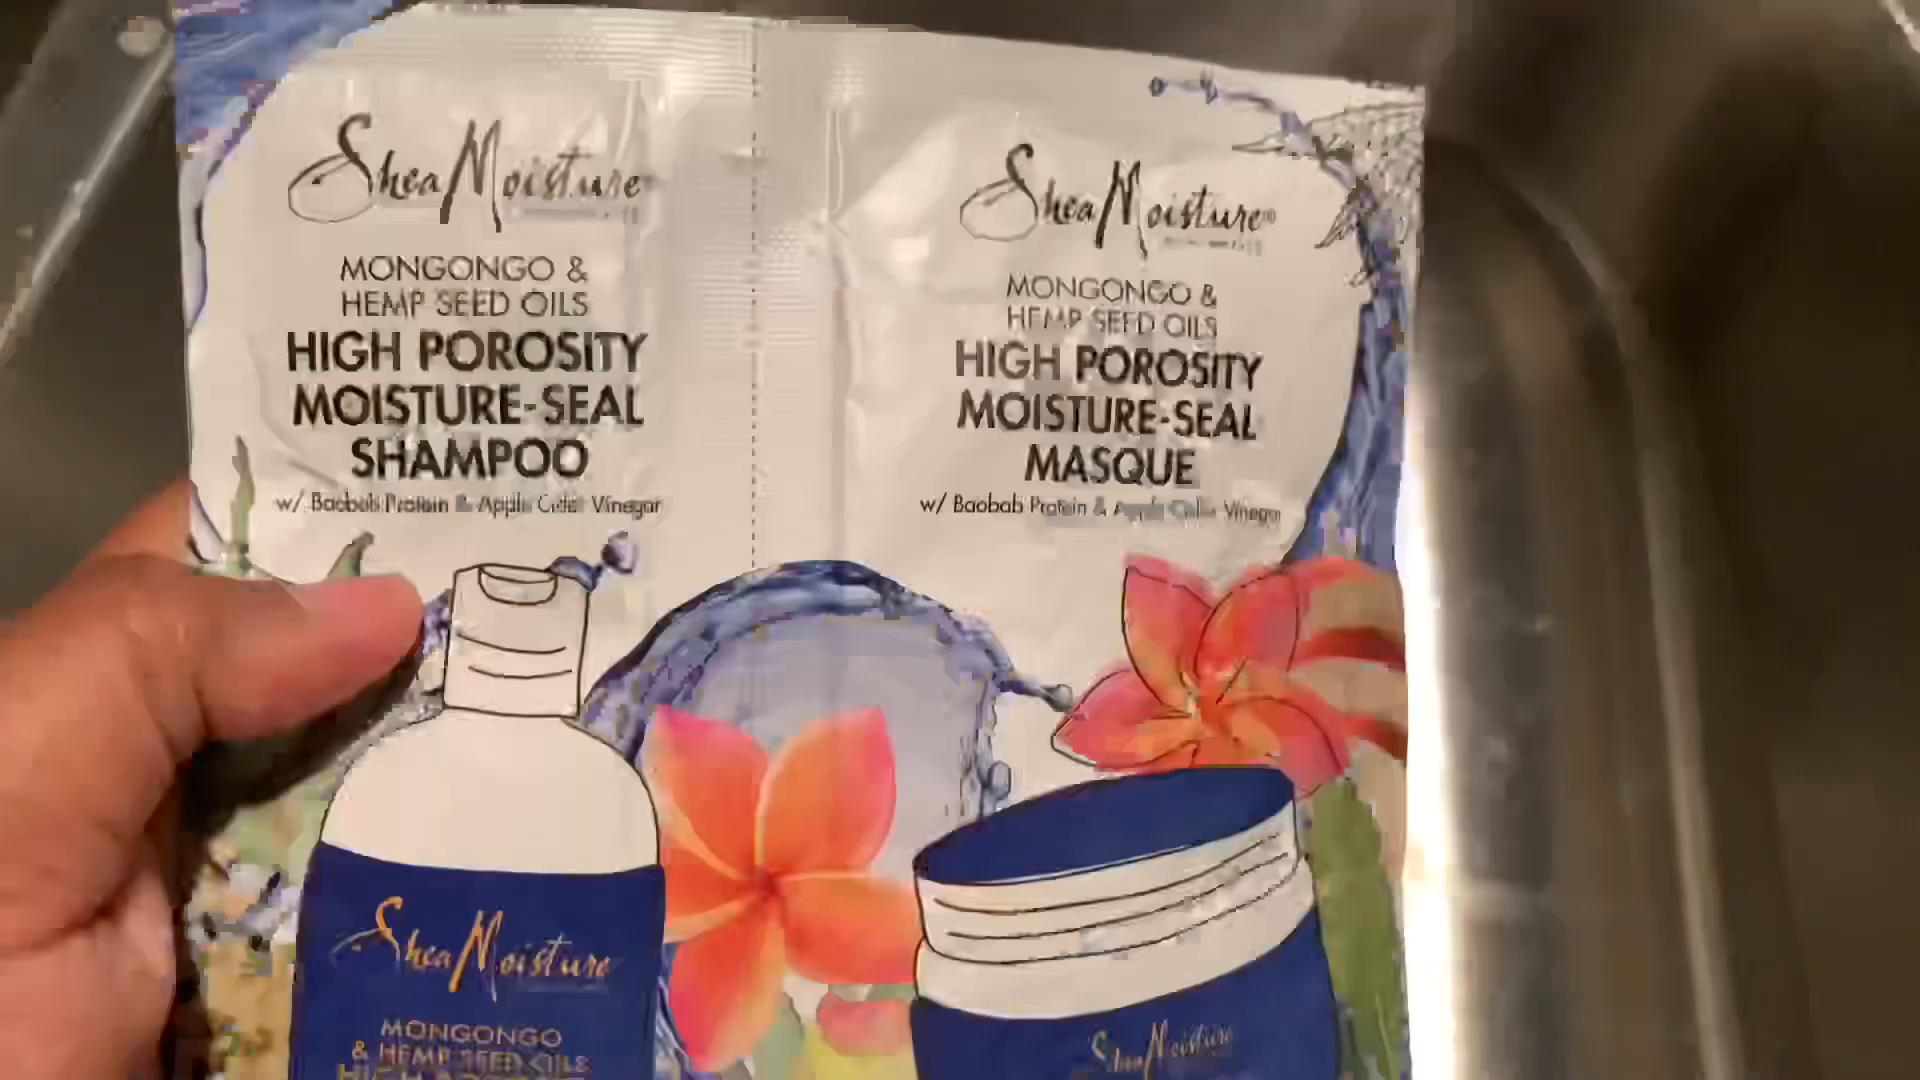 SheaMoisture
MONGONGO &
HEMP SEED OILS
HIGH POROSITY
MOISTURE-SEAL
SHAMPOO
w/ Baobab Protein & Apple Cider Vinegar
SheaMoisture
MONGONGO &
HEMP SEED OILS
HIGH POROSITY
MOISTURE-SEAL
MASQUE
w/ Baobab Protein & Apple Cider Vinegar
SheaMoisture
MONGONGO
& HEMP SEED OILS
SheaMoisture